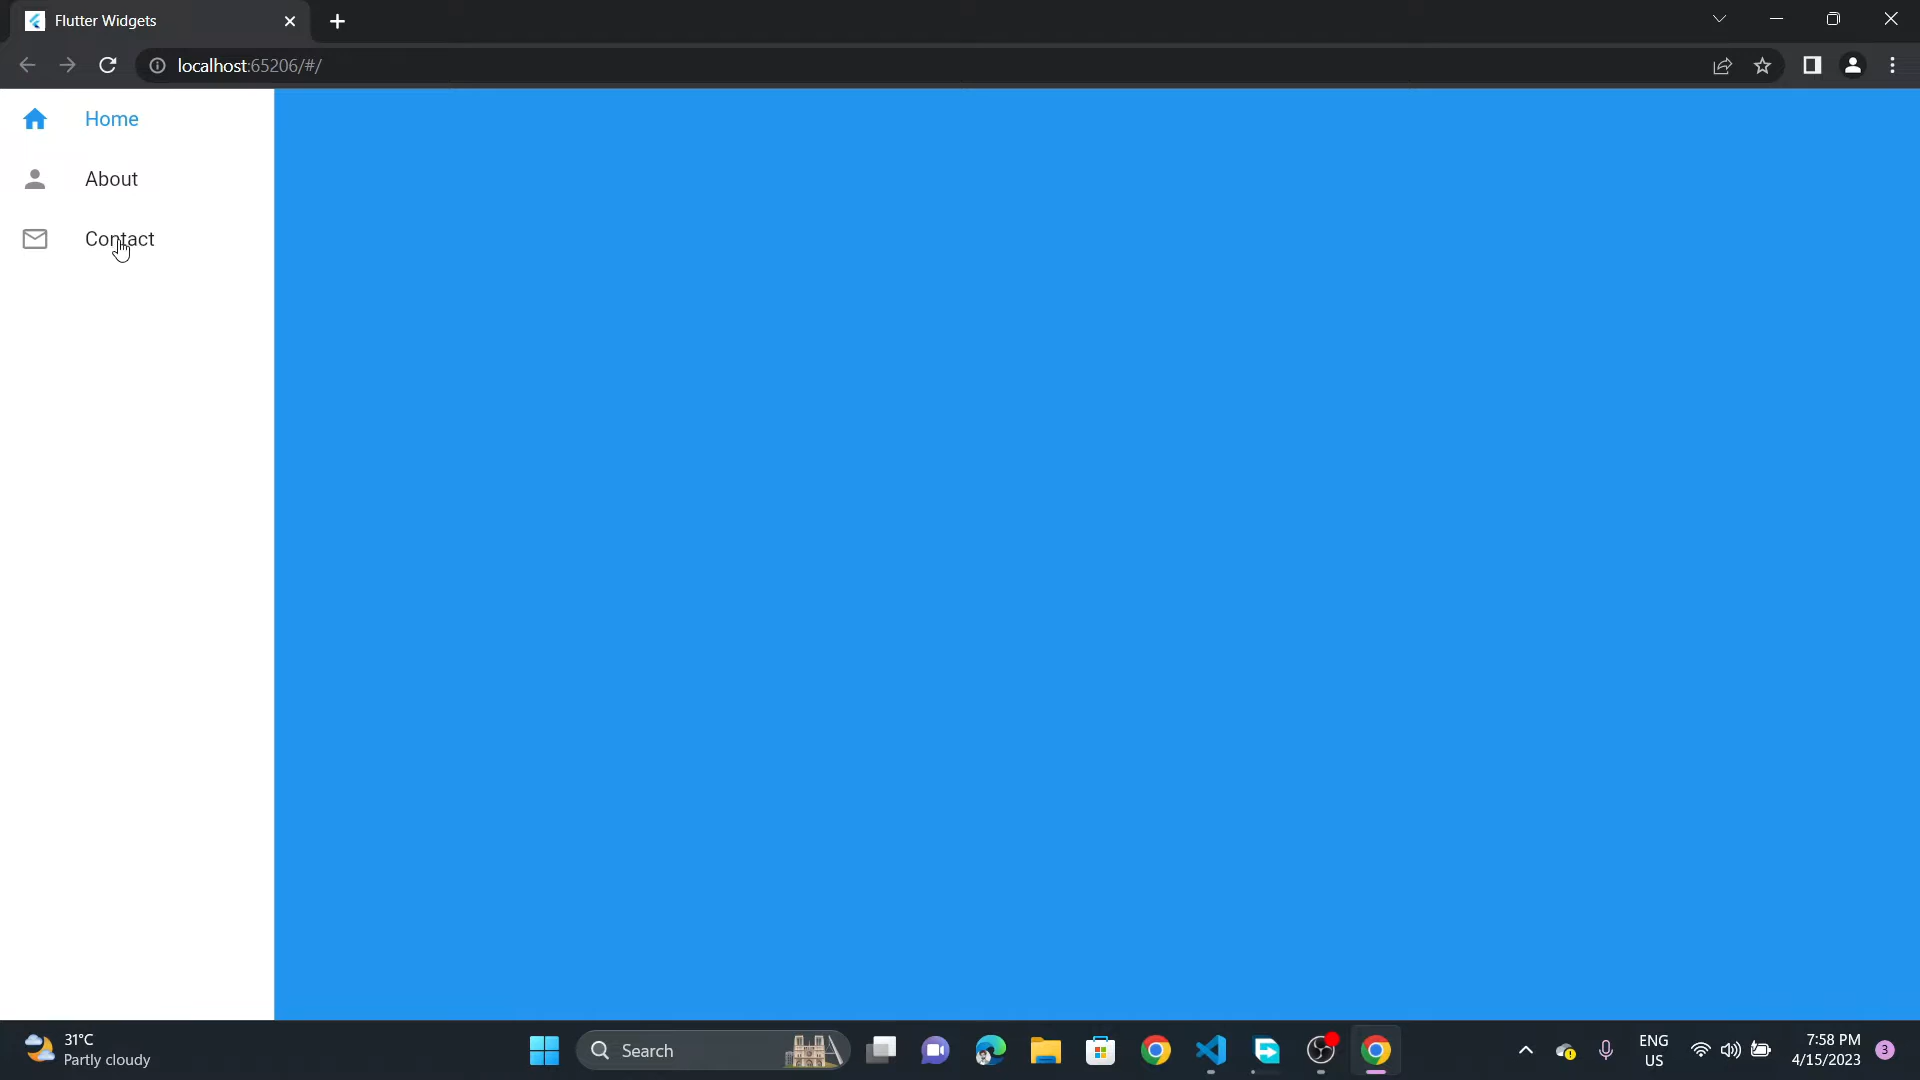 Flutter Widgets
localhost:65206/#/
Home
About
Contact
31°C
Partly cloudy
Search
ENG
US
7:58 PM
4/15/2023
3